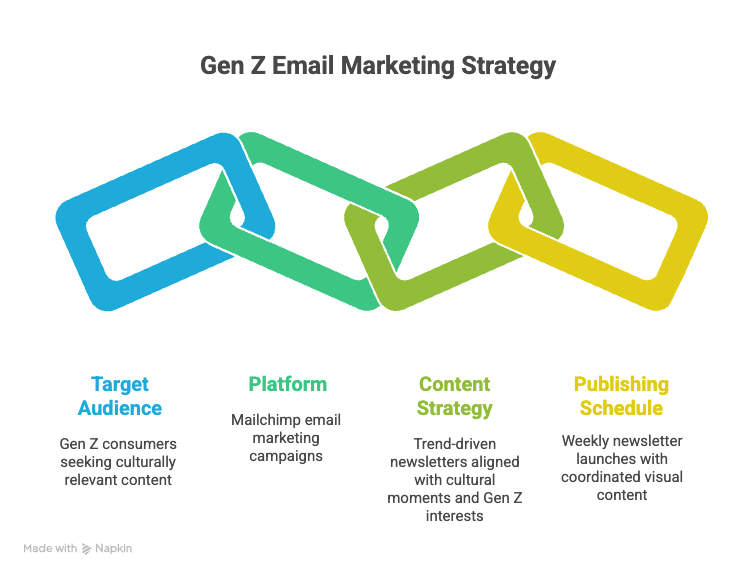 Gen Z Email Marketing Strategy
Target
Audience
Gen Z consumers
seeking culturally
relevant content
Platform
Mailchimp email
marketing
campaigns
Content
Strategy
Trend-driven
newsletters aligned
with cultural
moments and Gen Z
interests
Publishing
Schedule
Weekly newsletter
launches with
coordinated visual
content
Made with Napkin